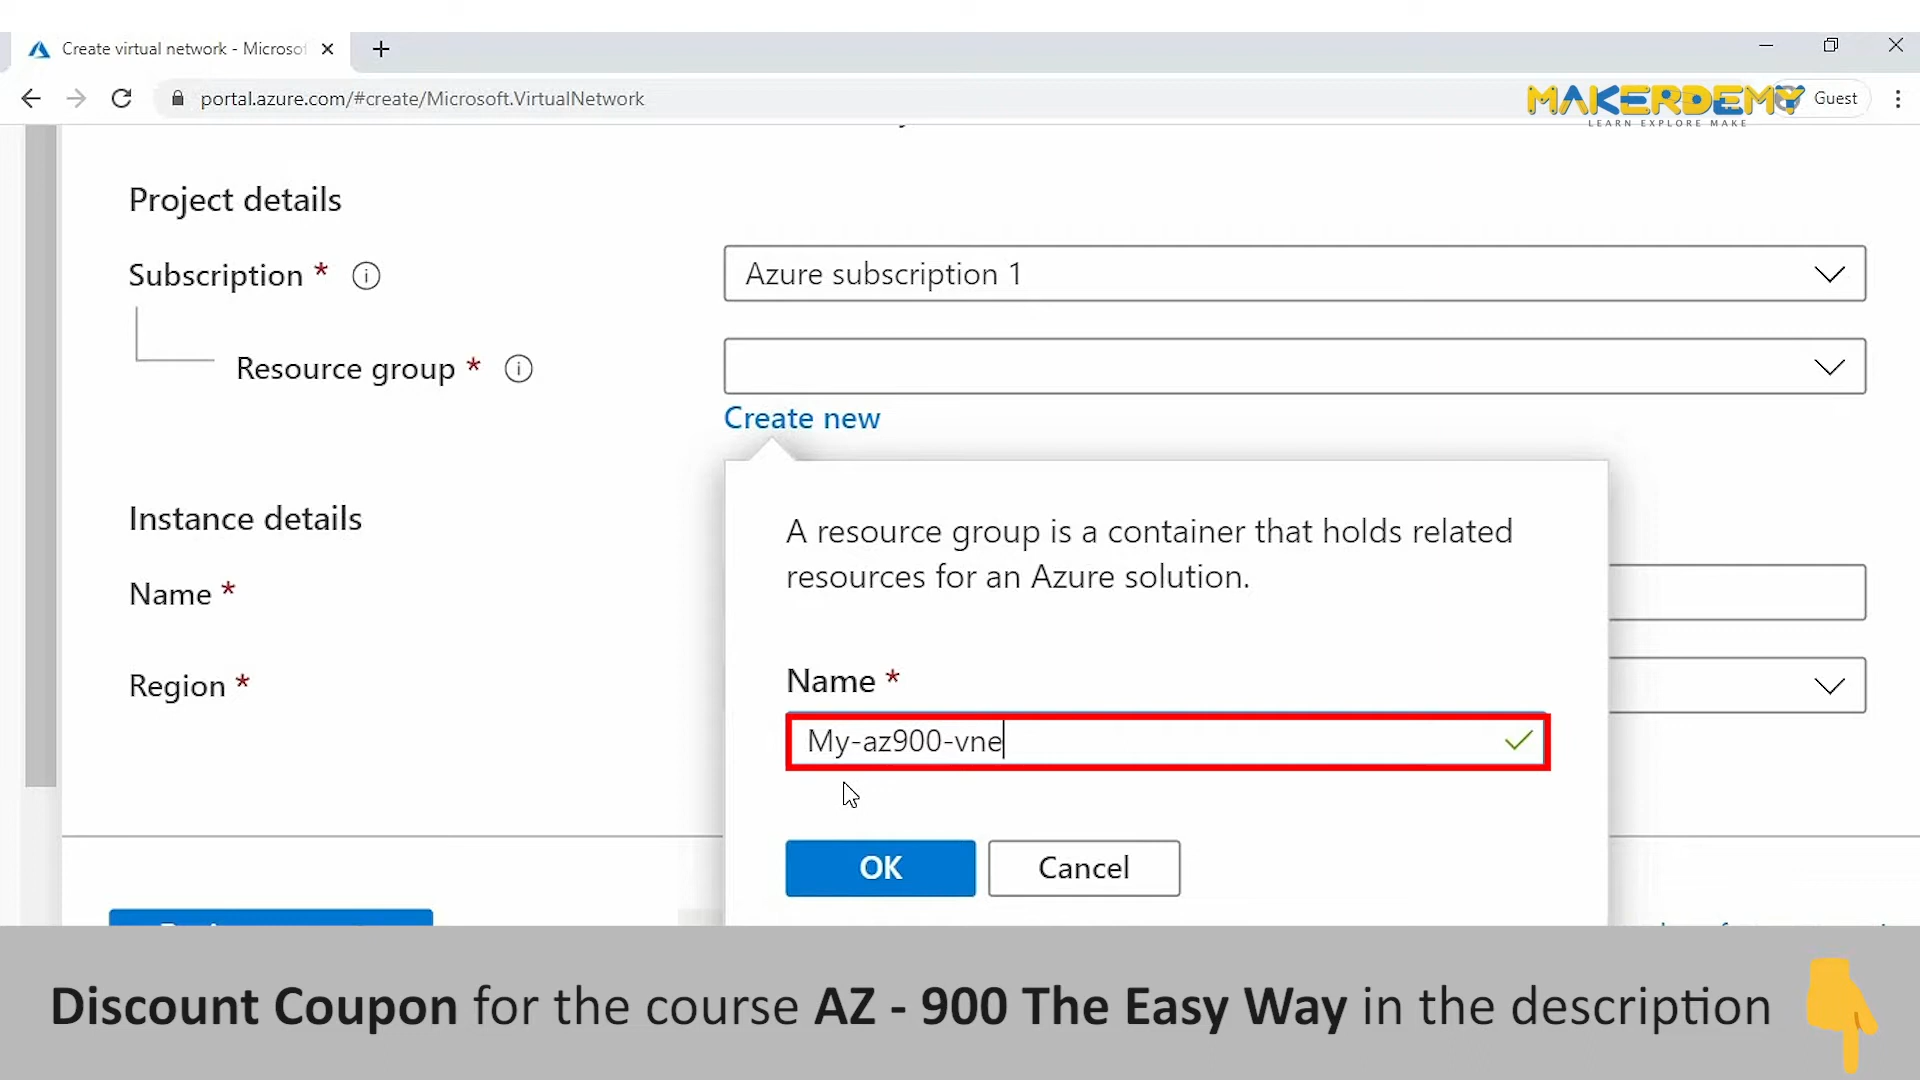 Create virtual network - Microsof
portal.azure.com/#create/Microsoft.VirtualNetwork
MAKERDEMY
LEARN EXPLORE MAKE
Guest
Project details
Subscription *
Azure subscription 1
Resource group *
Create new
A resource group is a container that holds related
resources for an Azure solution.
Instance details
Name *
Region *
Name *
My-az900-vne
OK
Cancel
Discount Coupon for the course AZ - 900 The Easy Way in the description